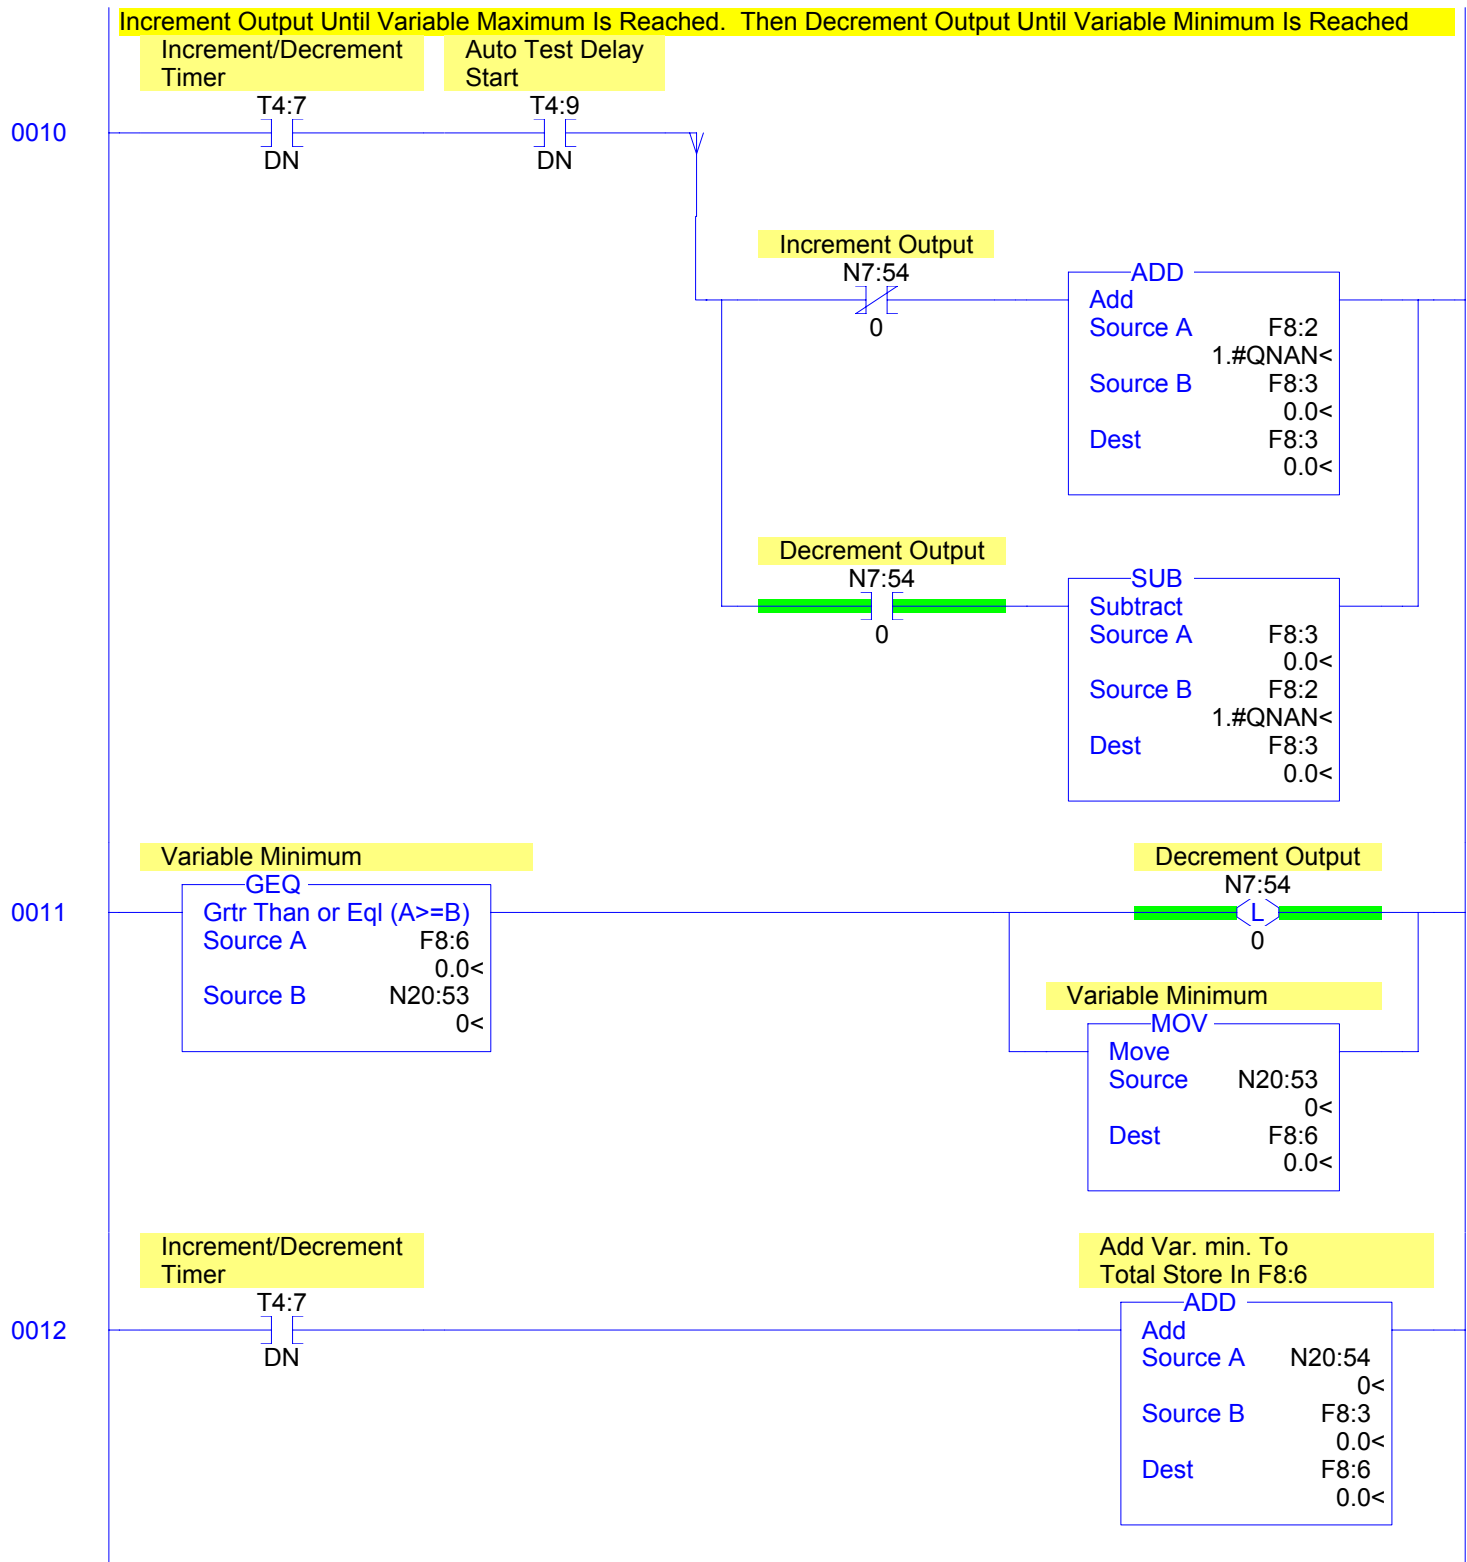 Increment Output Until Variable Maximum Is Reached.  Then Decrement Output Until Variable Minimum Is Reached
Increment/Decrement
Timer
T4:7
DN
Auto Test Delay
Start
T4:9
DN
0010
Increment Output
N7:54
0
ADD
Add
Source A F8:2
1.#QNAN<
Source B F8:3
0.0<
Dest F8:3
0.0<
Decrement Output
N7:54
0
SUB
Subtract
Source A F8:3
0.0<
Source B F8:2
1.#QNAN<
Dest F8:3
0.0<
0011
Variable Minimum
GEQ
Grtr Than or Eql (A>=B)
Source A F8:6
0.0<
Source B N20:53
0<
Decrement Output
N7:54
L
0
Variable Minimum
MOV
Move
Source N20:53
0<
Dest F8:6
0.0<
0012
Increment/Decrement
Timer
T4:7
DN
Add Var. min. To
Total Store In F8:6
ADD
Add
Source A N20:54
0<
Source B F8:3
0.0<
Dest F8:6
0.0<